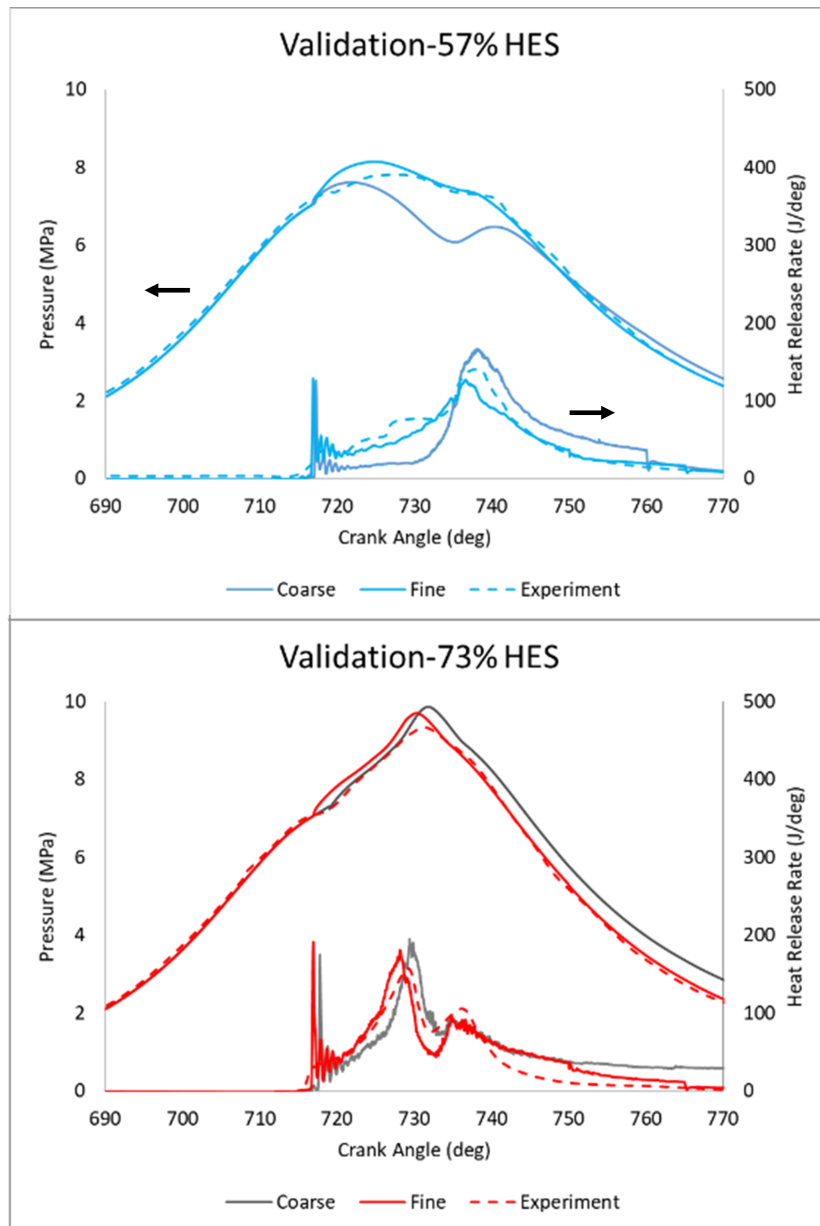 Validation-57% HES
10
8
6
4
2
0
Pressure (MPa)
500
400
300
200
100
0
Heat Release Rate (J/deg)
690 700 710 720 730 740 750 760 770
Crank Angle (deg)
Coarse Fine Experiment
Validation-73% HES
10
8
6
4
2
0
Pressure (MPa)
500
400
300
200
100
0
Heat Release Rate (J/deg)
690 700 710 720 730 740 750 760 770
Crank Angle (deg)
Coarse Fine Experiment